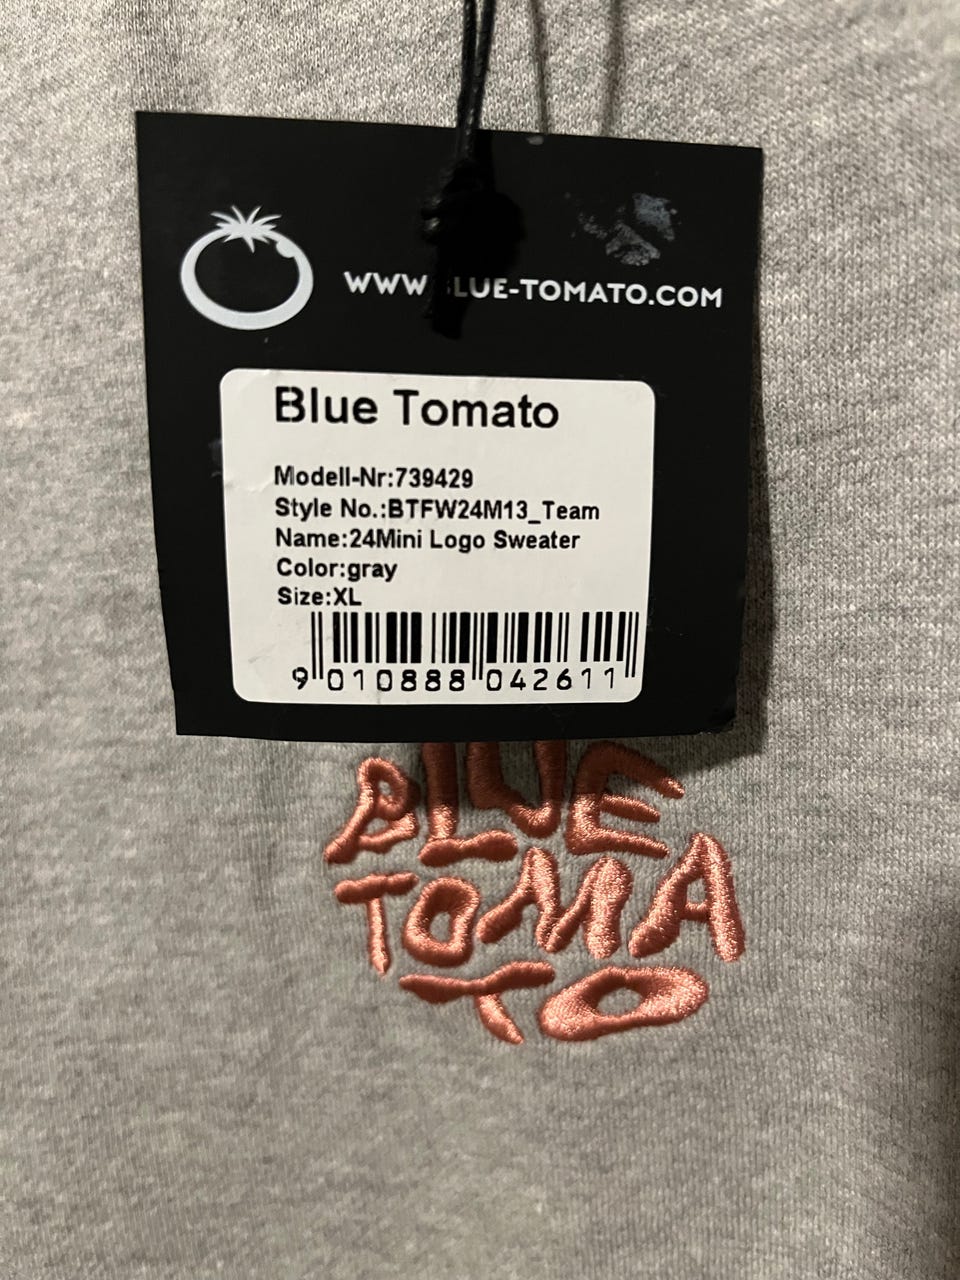 WWW.BLUE-TOMATO.COM
Blue Tomato
Modell-Nr:739429
Style No.:BTFW24M13_Team
Name:24Mini Logo Sweater
Color:gray
Size:XL
9 010888 042611
BLUE
TOMA
TO